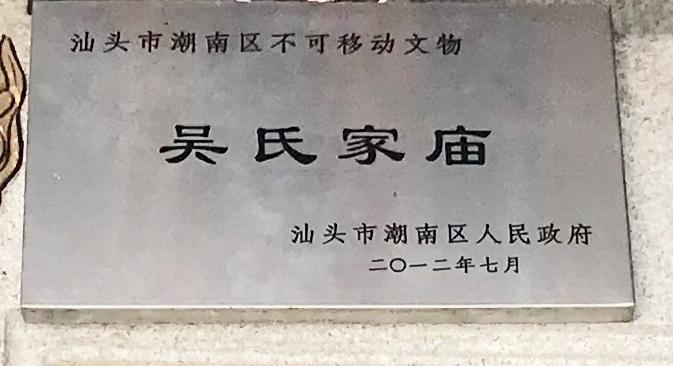 汕头市潮南区不可移动文物
吴氏家庙
汕头市潮南区人民政府
二〇一二年七月